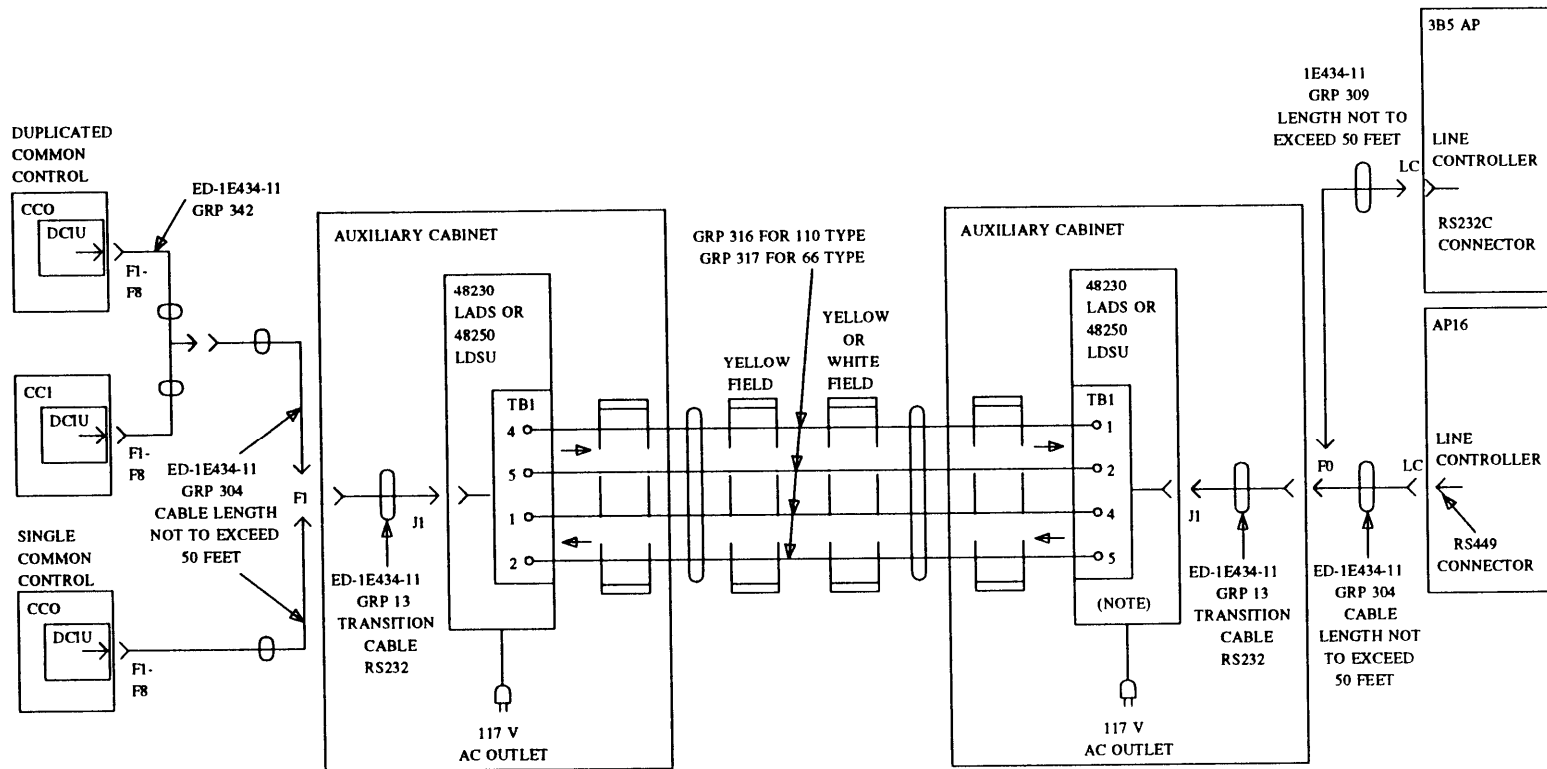 DUPLICATED
COMMON
CONTROL
CC0
DCIU
F1-
F8
ED-1E434-11
GRP 342
CC1
DCIU
F1-
F8
ED-1E434-11
GRP 304
CABLE LENGTH
NOT TO EXCEED
50 FEET
F1
SINGLE
COMMON
CONTROL
CC0
DCIU
F1-
F8
AUXILIARY CABINET
48230
LADS OR
48250
LDSU
TB1
4
5
1
2
J1
ED-1E434-11
GRP 13
TRANSITION
CABLE
RS232
117 V
AC OUTLET
GRP 316 FOR 110 TYPE
GRP 317 FOR 66 TYPE
YELLOW
FIELD
YELLOW
OR
WHITE
FIELD
AUXILIARY CABINET
48230
LADS OR
48250
LDSU
TB1
1
2
4
5
(NOTE)
117 V
AC OUTLET
J1
ED-1E434-11
GRP 13
TRANSITION
CABLE
RS232
F0
1E434-11
GRP 309
LENGTH NOT TO
EXCEED 50 FEET
LC
3B5 AP
LINE
CONTROLLER
RS232C
CONNECTOR
ED-1E434-11
GRP 304
CABLE
LENGTH NOT
TO EXCEED
50 FEET
LC
AP16
LINE
CONTROLLER
RS449
CONNECTOR